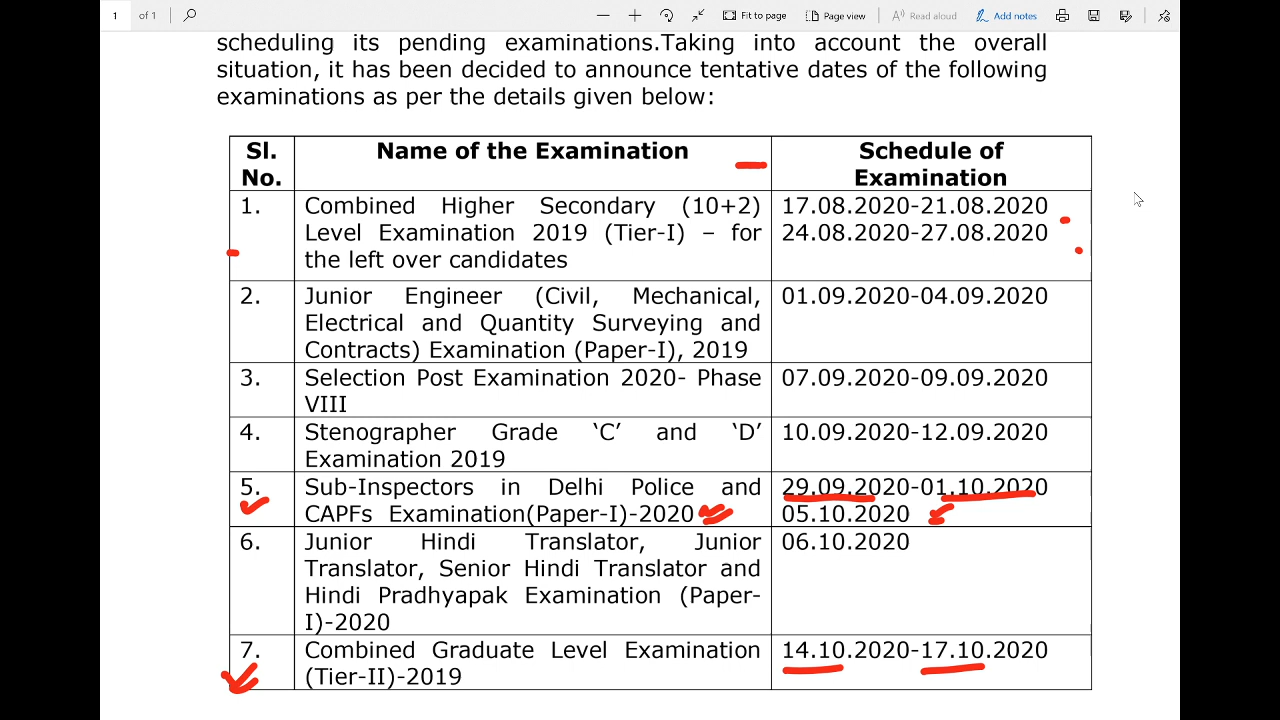 1 of 1 Fit to page Page view Read aloud Add notes
scheduling its pending examinations.Taking into account the overall
situation, it has been decided to announce tentative dates of the following
examinations as per the details given below:
Sl. No. Name of the Examination Schedule of Examination
1. Combined Higher Secondary (10+2) 17.08.2020-21.08.2020
Level Examination 2019 (Tier-I) – for 24.08.2020-27.08.2020
the left over candidates
2. Junior Engineer (Civil, Mechanical, 01.09.2020-04.09.2020
Electrical and Quantity Surveying and
Contracts) Examination (Paper-I), 2019
3. Selection Post Examination 2020- Phase 07.09.2020-09.09.2020
VIII
4. Stenographer Grade ‘C’ and ‘D’ 10.09.2020-12.09.2020
Examination 2019
5. Sub-Inspectors in Delhi Police and 29.09.2020-01.10.2020
CAPFs Examination(Paper-I)-2020 05.10.2020
6. Junior Hindi Translator, Junior 06.10.2020
Translator, Senior Hindi Translator and
Hindi Pradhyapak Examination (Paper-
I)-2020
7. Combined Graduate Level Examination 14.10.2020-17.10.2020
(Tier-II)-2019